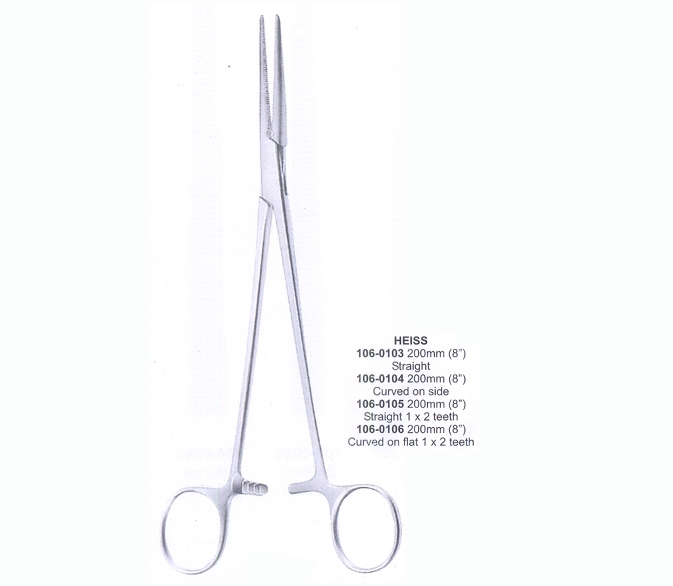 HEISS
106-0103 200mm (8”)
Straight
106-0104 200mm (8”)
Curved on side
106-0105 200mm (8”)
Straight 1 x 2 teeth
106-0106 200mm (8”)
Curved on flat 1 x 2 teeth